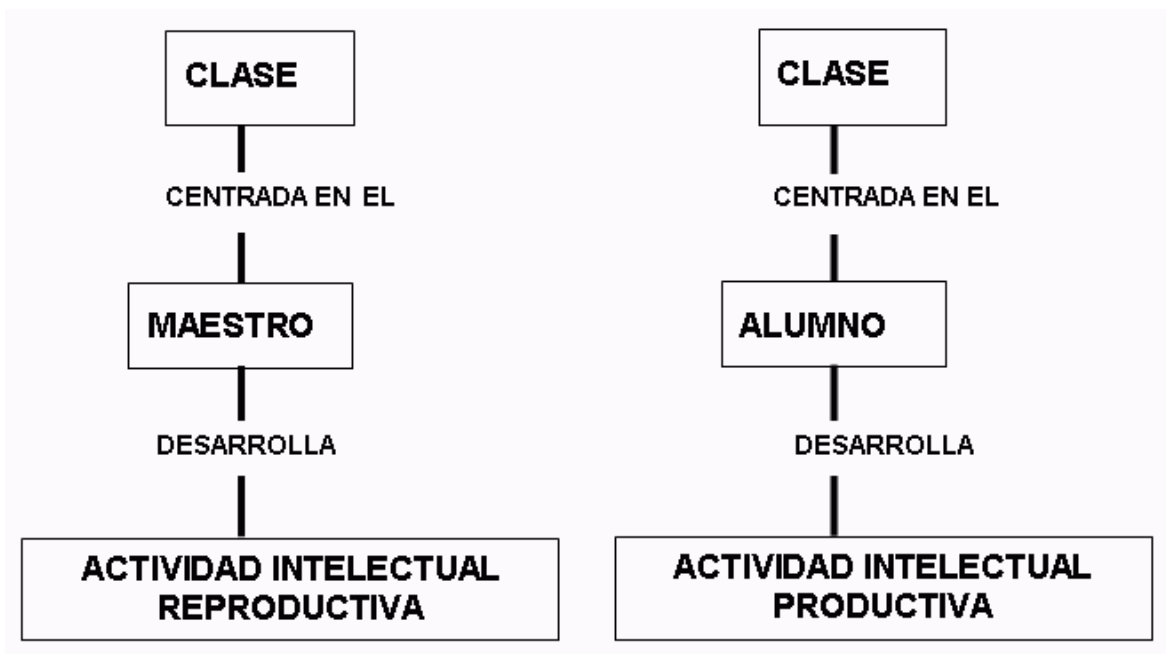 CLASE
CENTRADA EN EL
MAESTRO
DESARROLLA
ACTIVIDAD INTELECTUAL
REPRODUCTIVA
CLASE
CENTRADA EN EL
ALUMNO
DESARROLLA
ACTIVIDAD INTELECTUAL
PRODUCTIVA